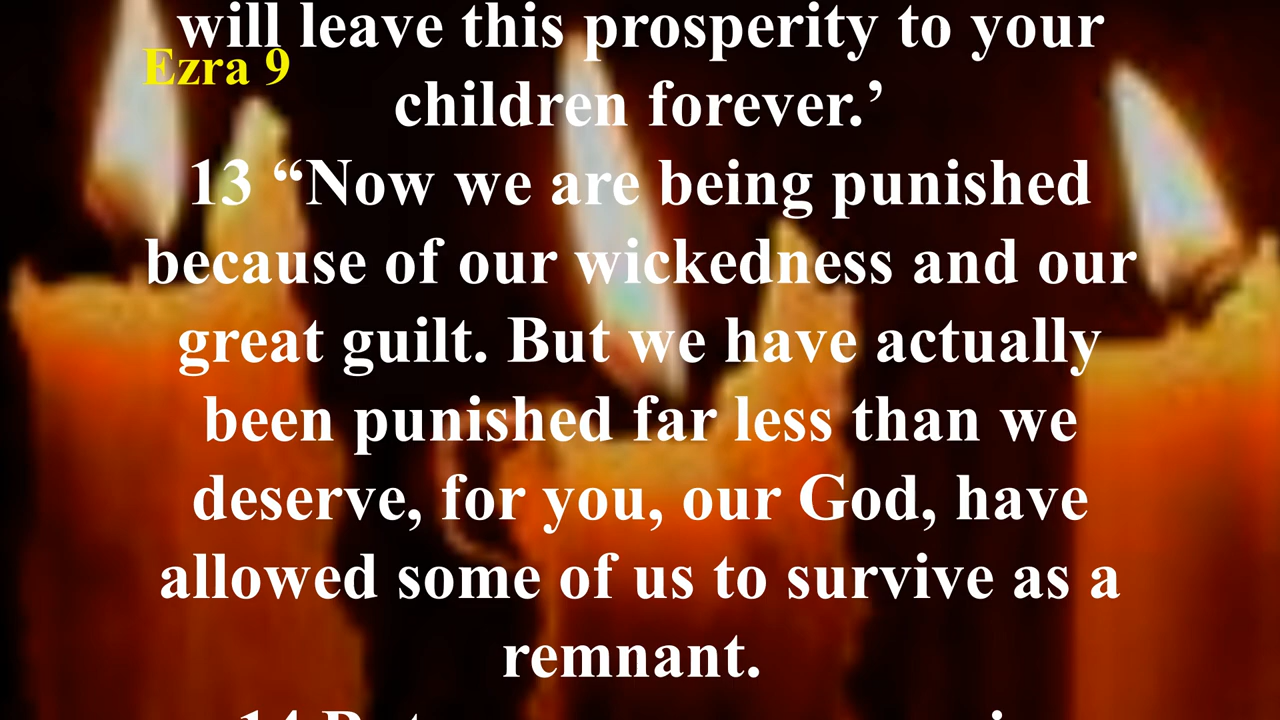 will leave this prosperity to your
Ezra 9
children forever.’
13 “Now we are being punished
because of our wickedness and our
great guilt. But we have actually
been punished far less than we
deserve, for you, our God, have
allowed some of us to survive as a
remnant.